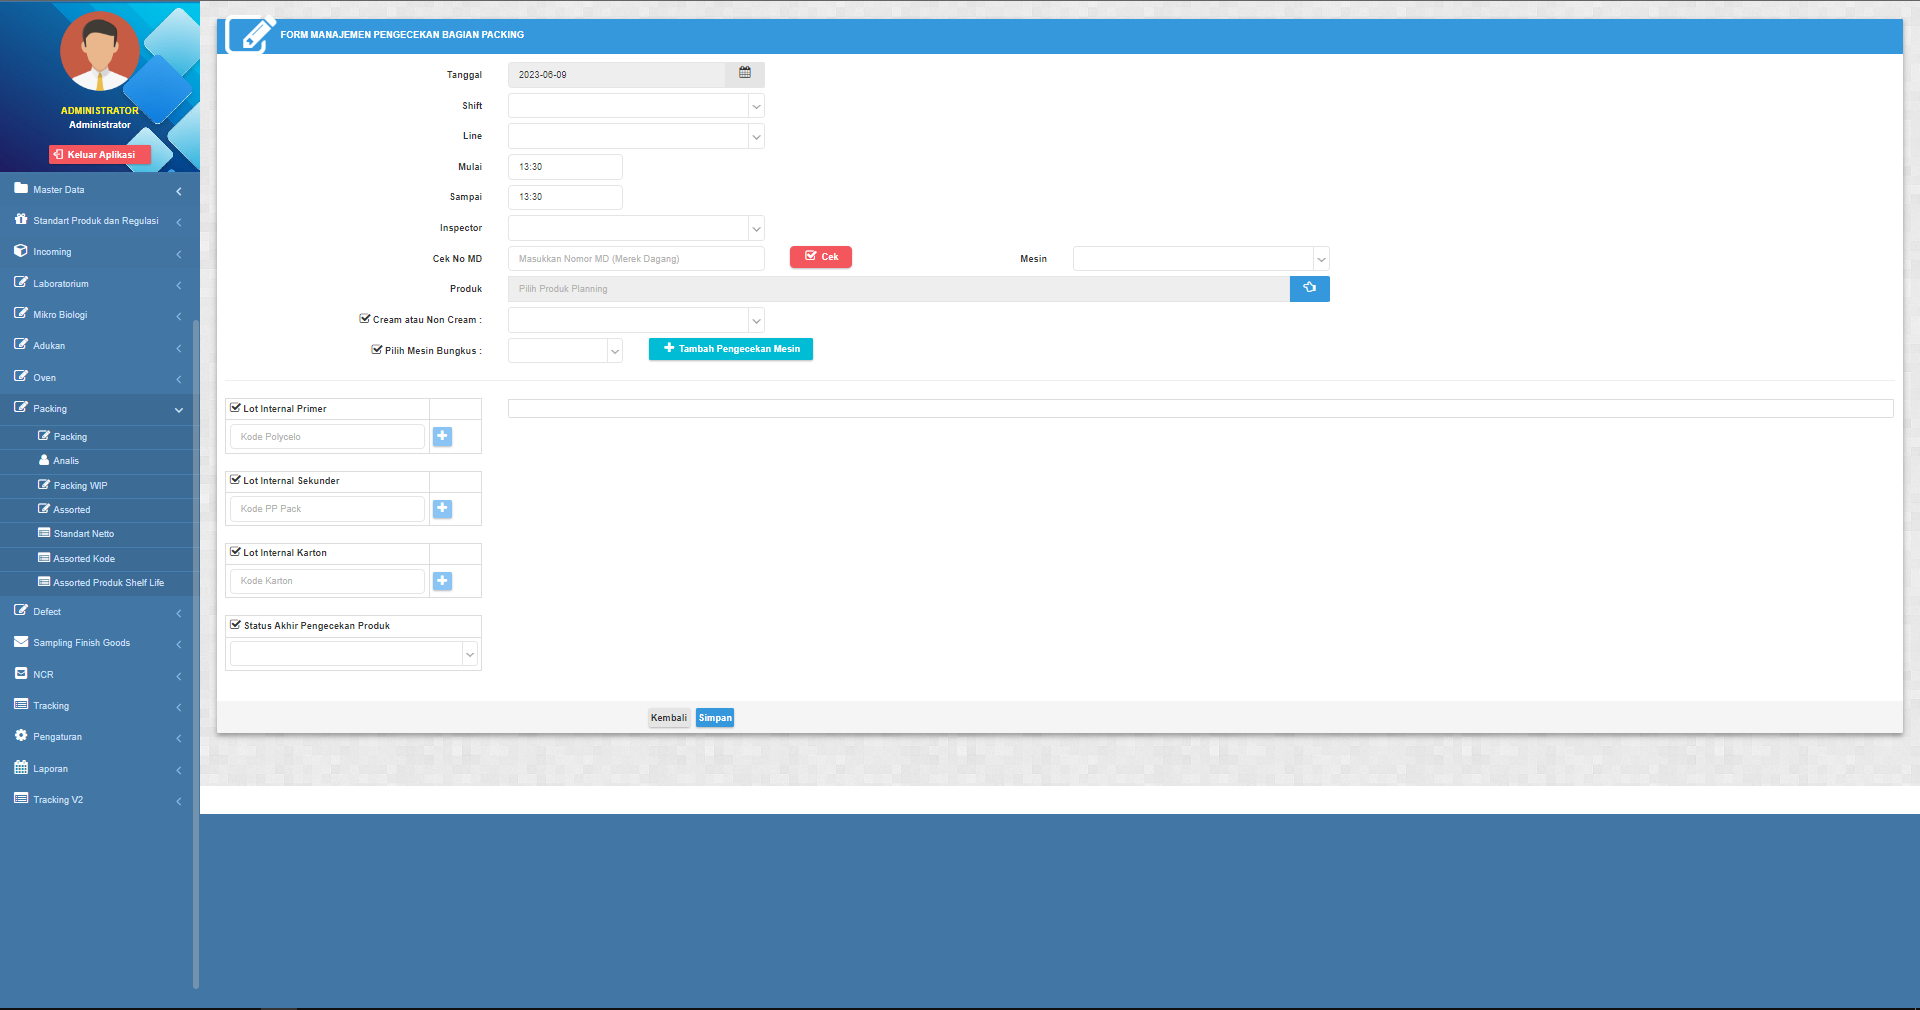 ADMINISTRATOR
Administrator
Keluar Aplikasi
Master Data
Standart Produk dan Regulasi
Incoming
Laboratorium
Mikro Biologi
Adukan
Oven
Packing
Packing
Analis
Packing WIP
Assorted
Standart Netto
Assorted Kode
Assorted Produk Shelf Life
Defect
Sampling Finish Goods
NCR
Tracking
Pengaturan
Laporan
Tracking V2
FORM MANAJEMEN PENGECEKAN BAGIAN PACKING
Tanggal 2023-06-09
Shift
Line
Mulai 13:30
Sampai 13:30
Inspector
Cek No MD Masukkan Nomor MD (Merek Dagang) Cek Mesin
Produk Pilih Produk Planning
Cream atau Non Cream :
Pilih Mesin Bungkus : Tambah Pengecekan Mesin
Lot Internal Primer
Kode Polycelo
Lot Internal Sekunder
Kode PP Pack
Lot Internal Karton
Kode Karton
Status Akhir Pengecekan Produk
Kembali Simpan